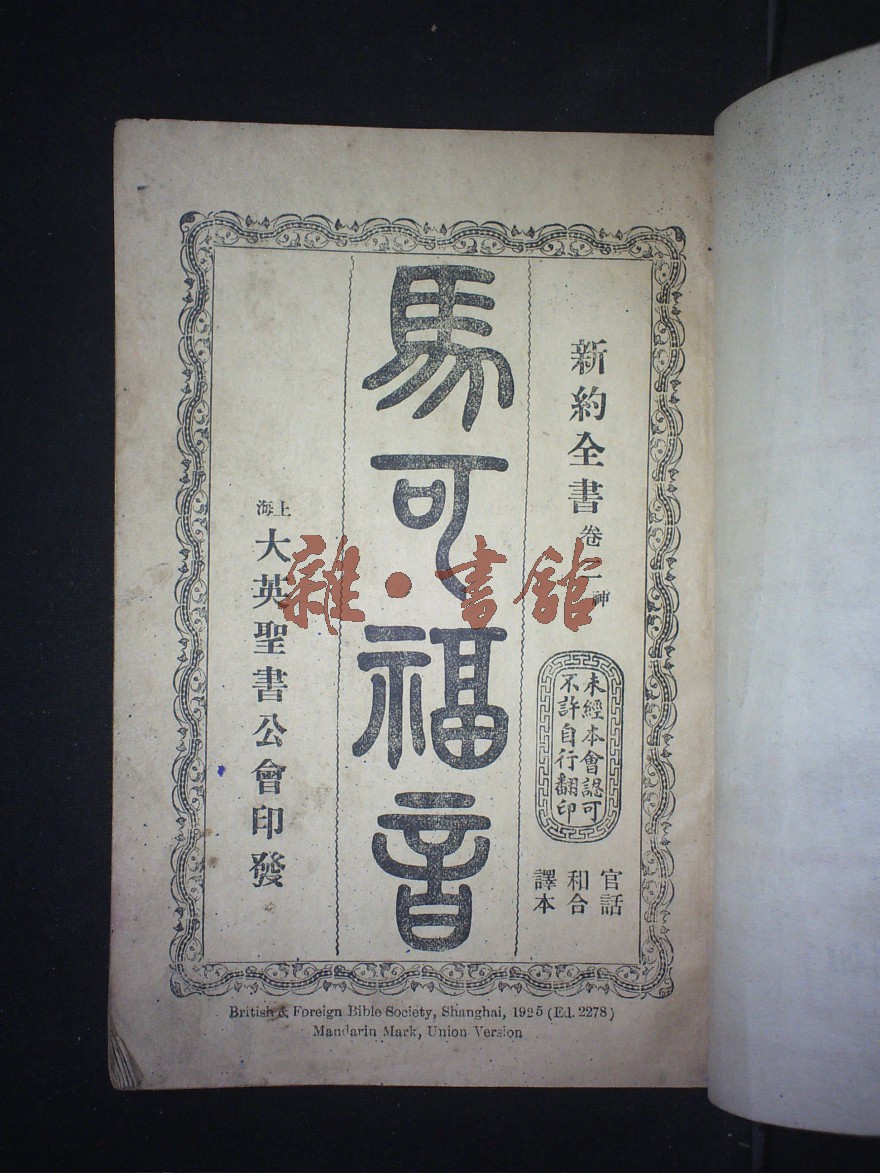 新約全書 卷二 神
未經本會認可
不許自行翻印
官話
和合
譯本
馬可福音
上海
大英聖書公會印發
雜·書館
British & Foreign Bible Society, Shanghai, 1925 (Ed. 2278)
Mandarin Mark, Union Version